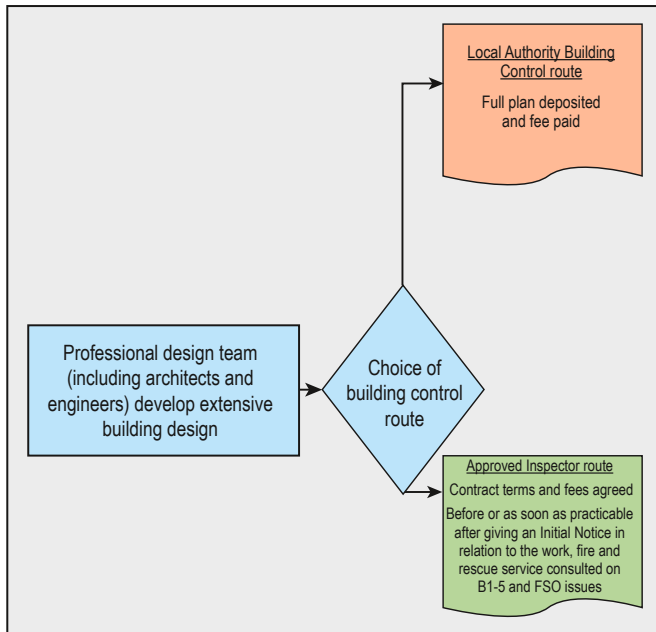 Local Authority Building
Control route
Full plan deposited
and fee paid
Professional design team
(including architects and
engineers) develop extensive
building design
Choice of
building control
route
Approved Inspector route
Contract terms and fees agreed
Before or as soon as practicable
after giving an Initial Notice in
relation to the work, fire and
rescue service consulted on
B1-5 and FSO issues